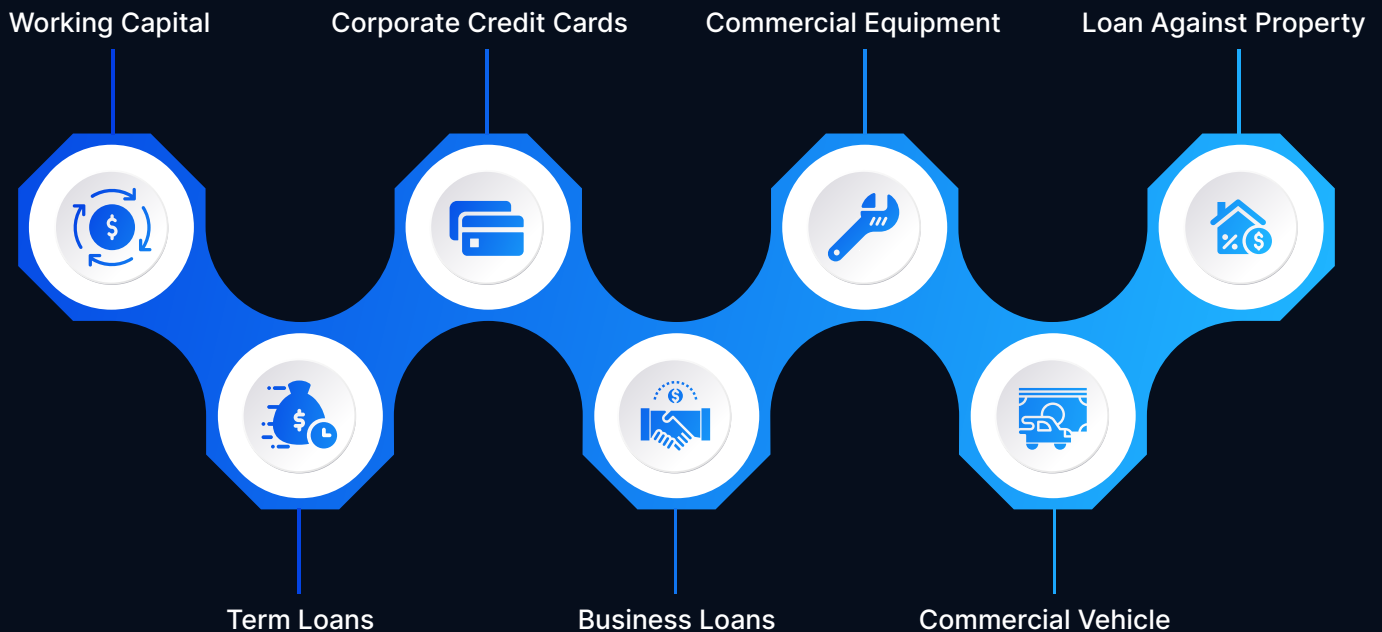 Working Capital
Corporate Credit Cards
Commercial Equipment
Loan Against Property
$
$
$
$
%
Term Loans
Business Loans
Commercial Vehicle